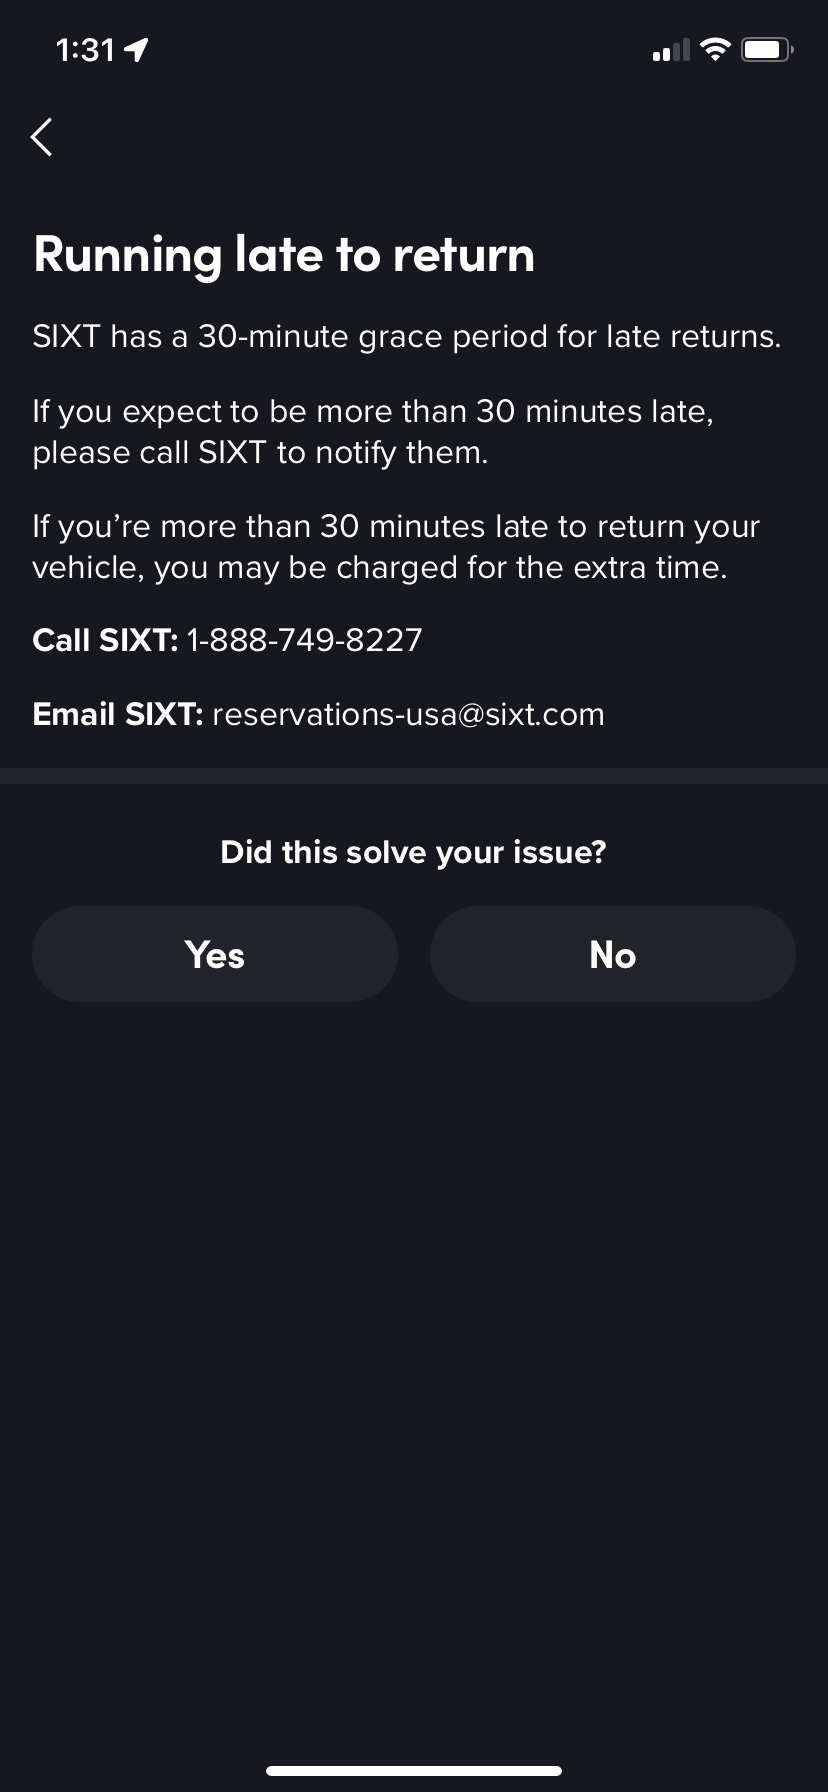 1:31
Running late to return
SIXT has a 30-minute grace period for late returns.
If you expect to be more than 30 minutes late,
please call SIXT to notify them.
If you’re more than 30 minutes late to return your
vehicle, you may be charged for the extra time.
Call SIXT: 1-888-749-8227
Email SIXT: reservations-usa@sixt.com
Did this solve your issue?
Yes No